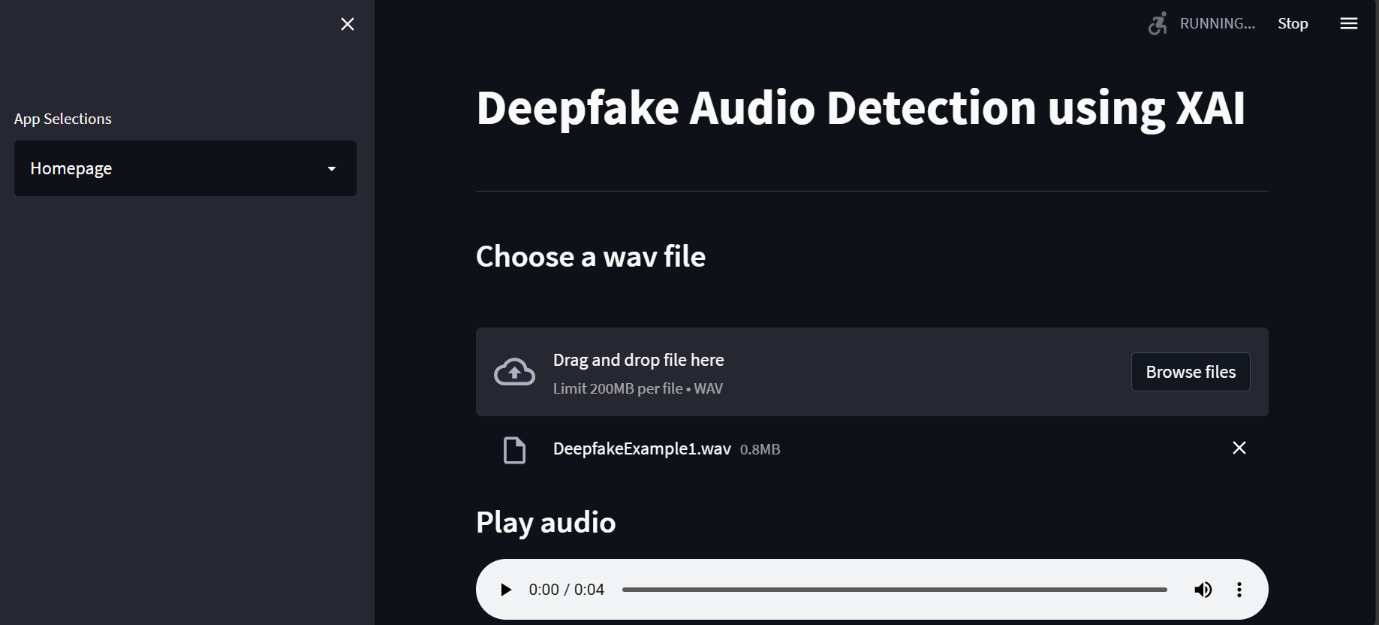 RUNNING...
Stop
App Selections
Homepage
Deepfake Audio Detection using XAI
Choose a wav file
Drag and drop file here
Limit 200MB per file • WAV
Browse files
DeepfakeExample1.wav 0.8MB
Play audio
0:00 / 0:04